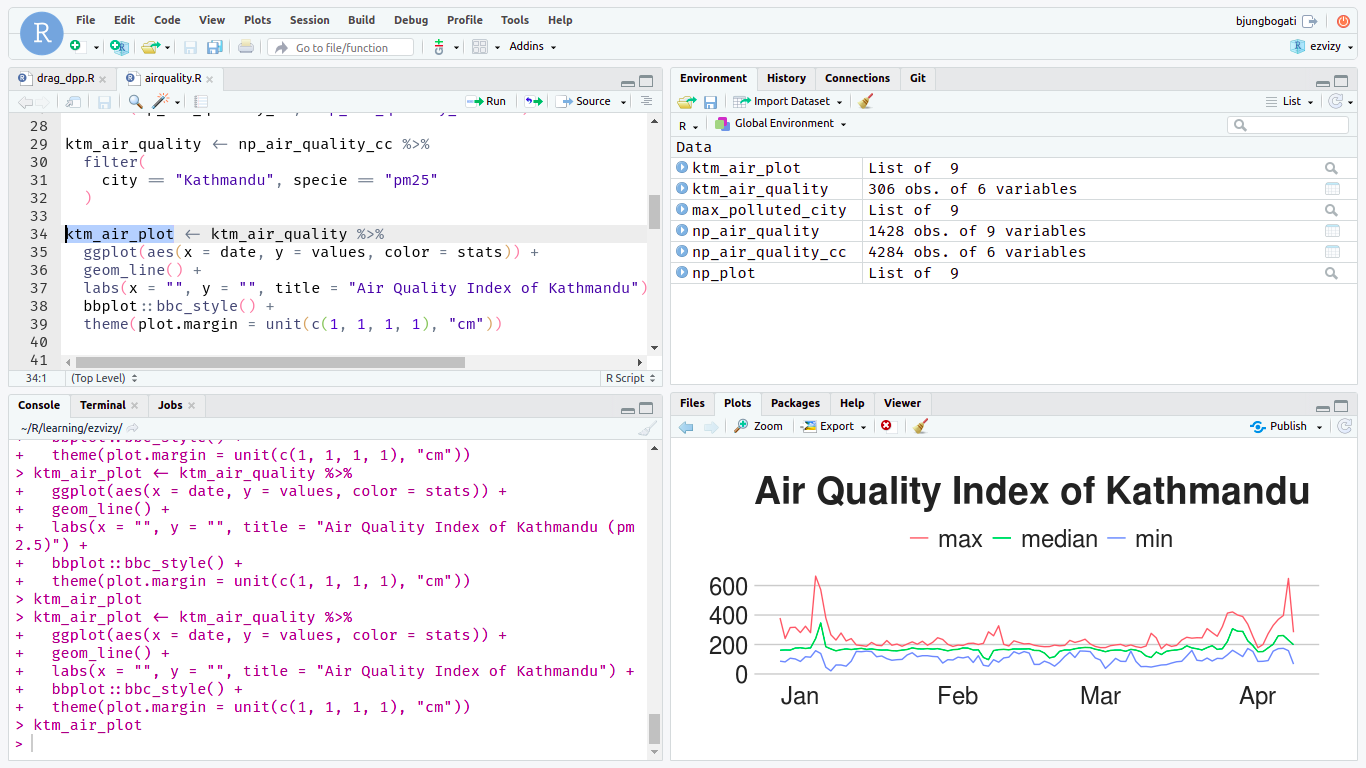 R
File Edit Code View Plots Session Build Debug Profile Tools Help
bjungbogati
Go to file/function
Addins
ezvizy
drag_dpp.R
airquality.R
Run
Source
28
29 ktm_air_quality <- np_air_quality_cc %>%
30 filter(
31 city == "Kathmandu", specie == "pm25"
32 )
33
34 ktm_air_plot <- ktm_air_quality %>%
35 ggplot(aes(x = date, y = values, color = stats)) +
36 geom_line() +
37 labs(x = "", y = "", title = "Air Quality Index of Kathmandu")
38 bbplot::bbc_style() +
39 theme(plot.margin = unit(c(1, 1, 1, 1), "cm"))
40
41
34:1 (Top Level) R Script
Console Terminal Jobs
~/R/learning/ezvizy/
+ bbplot::bbc_style() +
+ theme(plot.margin = unit(c(1, 1, 1, 1), "cm"))
> ktm_air_plot <- ktm_air_quality %>%
+ ggplot(aes(x = date, y = values, color = stats)) +
+ geom_line() +
+ labs(x = "", y = "", title = "Air Quality Index of Kathmandu (pm
2.5)") +
+ bbplot::bbc_style() +
+ theme(plot.margin = unit(c(1, 1, 1, 1), "cm"))
> ktm_air_plot
> ktm_air_plot <- ktm_air_quality %>%
+ ggplot(aes(x = date, y = values, color = stats)) +
+ geom_line() +
+ labs(x = "", y = "", title = "Air Quality Index of Kathmandu") +
+ bbplot::bbc_style() +
+ theme(plot.margin = unit(c(1, 1, 1, 1), "cm"))
> ktm_air_plot
>
Environment History Connections Git
Import Dataset
List
R
Global Environment
Data
ktm_air_plot List of 9
ktm_air_quality 306 obs. of 6 variables
max_polluted_city List of 9
np_air_quality 1428 obs. of 9 variables
np_air_quality_cc 4284 obs. of 6 variables
np_plot List of 9
Files Plots Packages Help Viewer
Zoom Export Publish
Air Quality Index of Kathmandu
max median min
600
400
200
0
Jan Feb Mar Apr